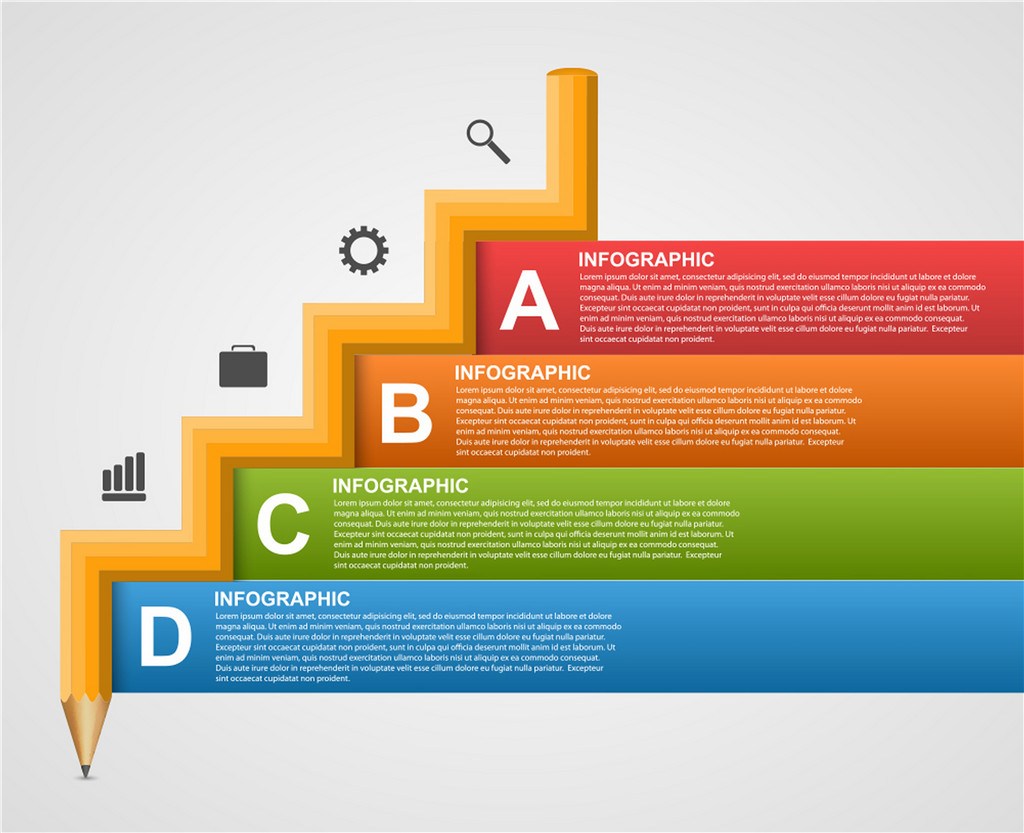 INFOGRAPHIC
A
Lorem ipsum dolor sit amet, consectetur adipisicing elit, sed do eiusmod tempor incididunt ut labore et dolore
magna aliqua. Ut enim ad minim veniam, quis nostrud exercitation ullamco laboris nisi ut aliquip ex ea commodo
consequat. Duis aute irure dolor in reprehenderit in voluptate velit esse cillum dolore eu fugiat nulla pariatur.
Excepteur sint occaecat cupidatat non proident, sunt in culpa qui officia deserunt mollit anim id est laborum. Ut
enim ad minim veniam, quis nostrud exercitation ullamco laboris nisi ut aliquip ex ea commodo consequat.
Duis aute irure dolor in reprehenderit in voluptate velit esse cillum dolore eu fugiat nulla pariatur. Excepteur
sint occaecat cupidatat non proident.
INFOGRAPHIC
B
Lorem ipsum dolor sit amet, consectetur adipisicing elit, sed do eiusmod tempor incididunt ut labore et dolore
magna aliqua. Ut enim ad minim veniam, quis nostrud exercitation ullamco laboris nisi ut aliquip ex ea commodo
consequat. Duis aute irure dolor in reprehenderit in voluptate velit esse cillum dolore eu fugiat nulla pariatur.
Excepteur sint occaecat cupidatat non proident, sunt in culpa qui officia deserunt mollit anim id est laborum. Ut
enim ad minim veniam, quis nostrud exercitation ullamco laboris nisi ut aliquip ex ea commodo consequat.
Duis aute irure dolor in reprehenderit in voluptate velit esse cillum dolore eu fugiat nulla pariatur. Excepteur
sint occaecat cupidatat non proident.
INFOGRAPHIC
C
Lorem ipsum dolor sit amet, consectetur adipisicing elit, sed do eiusmod tempor incididunt ut labore et dolore
magna aliqua. Ut enim ad minim veniam, quis nostrud exercitation ullamco laboris nisi ut aliquip ex ea commodo
consequat. Duis aute irure dolor in reprehenderit in voluptate velit esse cillum dolore eu fugiat nulla pariatur.
Excepteur sint occaecat cupidatat non proident, sunt in culpa qui officia deserunt mollit anim id est laborum. Ut
enim ad minim veniam, quis nostrud exercitation ullamco laboris nisi ut aliquip ex ea commodo consequat.
Duis aute irure dolor in reprehenderit in voluptate velit esse cillum dolore eu fugiat nulla pariatur. Excepteur
sint occaecat cupidatat non proident.
INFOGRAPHIC
D
Lorem ipsum dolor sit amet, consectetur adipisicing elit, sed do eiusmod tempor incididunt ut labore et dolore
magna aliqua. Ut enim ad minim veniam, quis nostrud exercitation ullamco laboris nisi ut aliquip ex ea commodo
consequat. Duis aute irure dolor in reprehenderit in voluptate velit esse cillum dolore eu fugiat nulla pariatur.
Excepteur sint occaecat cupidatat non proident, sunt in culpa qui officia deserunt mollit anim id est laborum. Ut
enim ad minim veniam, quis nostrud exercitation ullamco laboris nisi ut aliquip ex ea commodo consequat.
Duis aute irure dolor in reprehenderit in voluptate velit esse cillum dolore eu fugiat nulla pariatur. Excepteur
sint occaecat cupidatat non proident.